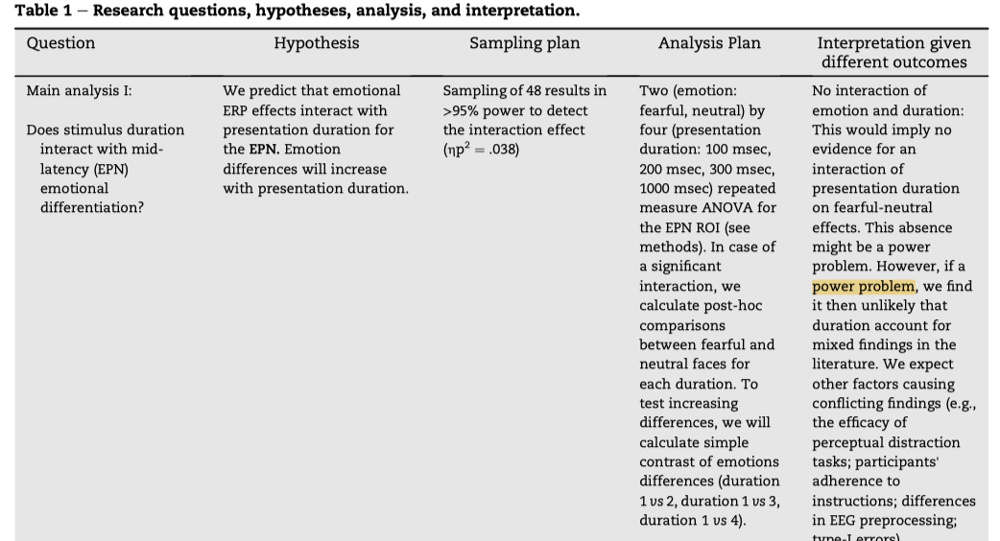 Table 1 – Research questions, hypotheses, analysis, and interpretation.
Question
Hypothesis
Sampling plan
Analysis Plan
Interpretation given
different outcomes
Main analysis I:
Does stimulus duration
interact with mid-
latency (EPN)
emotional
differentiation?
We predict that emotional
ERP effects interact with
presentation duration for
the EPN. Emotion
differences will increase
with presentation duration.
Sampling of 48 results in
>95% power to detect
the interaction effect
(ηp² = .038)
Two (emotion:
fearful, neutral) by
four (presentation
duration: 100 msec,
200 msec, 300 msec,
1000 msec) repeated
measure ANOVA for
the EPN ROI (see
methods). In case of
a significant
interaction, we
calculate post-hoc
comparisons
between fearful and
neutral faces for
each duration. To
test increasing
differences, we will
calculate simple
contrast of emotions
differences (duration
1 vs 2, duration 1 vs 3,
duration 1 vs 4).
No interaction of
emotion and duration:
This would imply no
evidence for an
interaction of
presentation duration
on fearful-neutral
effects. This absence
might be a power
problem. However, if a
power problem, we find
it then unlikely that
duration account for
mixed findings in the
literature. We expect
other factors causing
conflicting findings (e.g.,
the efficacy of
perceptual distraction
tasks; participants'
adherence to
instructions; differences
in EEG preprocessing;
type-I errors)